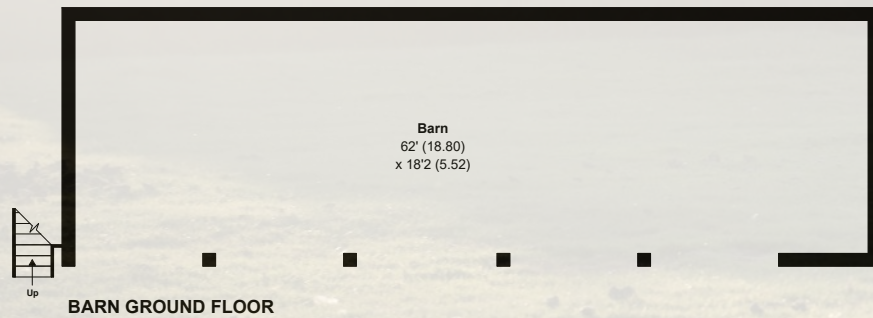 Barn
62' (18.80)
x 18'2 (5.52)
Up
BARN GROUND FLOOR